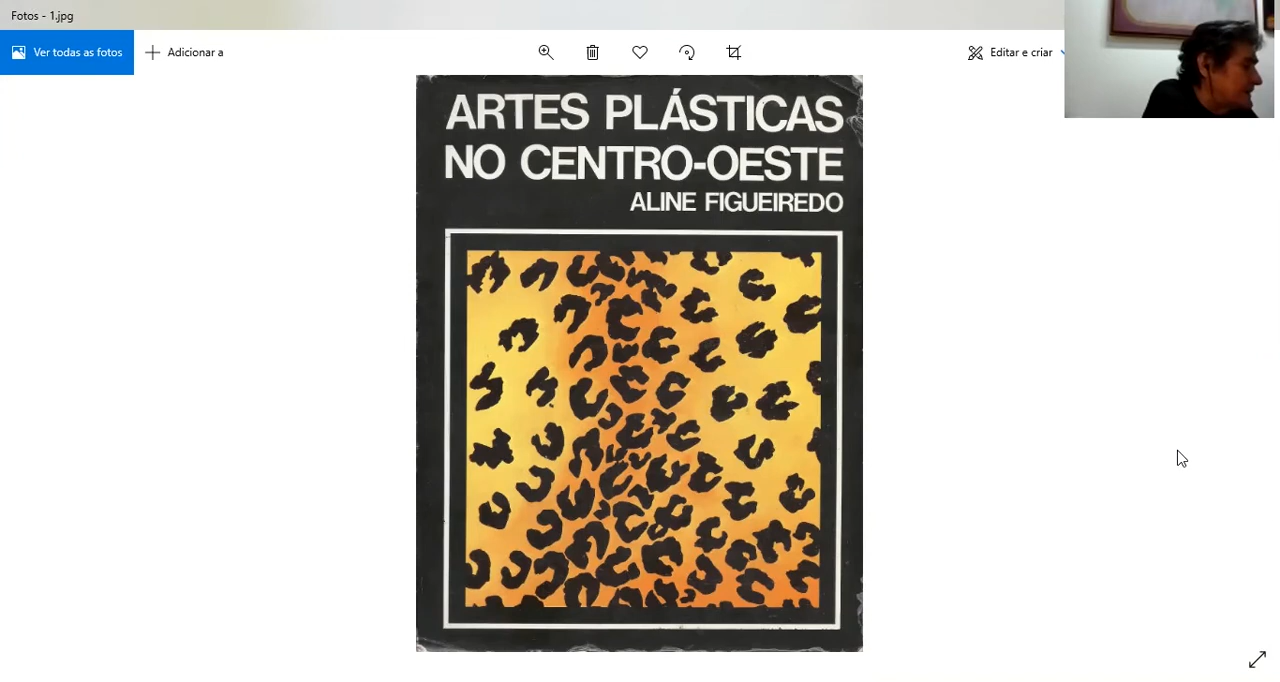 Fotos - 1.jpg
Ver todas as fotos
Adicionar a
Editar e criar
ARTES PLÁSTICAS
NO CENTRO-OESTE
ALINE FIGUEIREDO